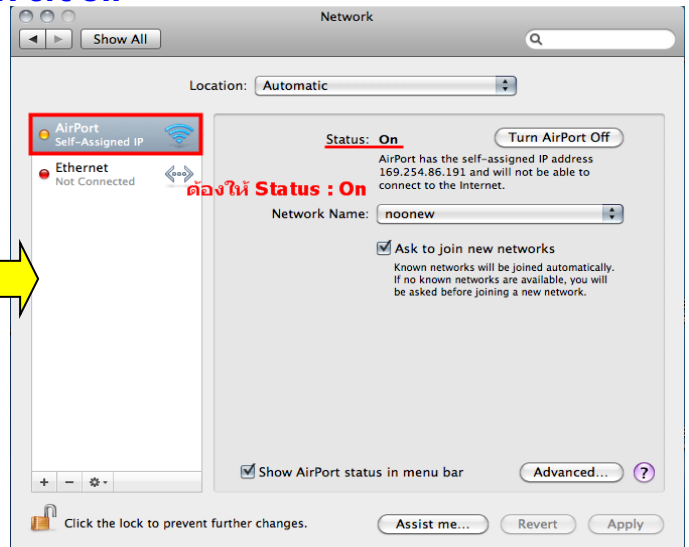 Network
Show All
Location: Automatic
AirPort
Self-Assigned IP
Ethernet
Not Connected
Status: On
Turn AirPort Off
AirPort has the self-assigned IP address
169.254.86.191 and will not be able to
connect to the Internet.
ต้องให้ Status : On
Network Name: noonew
Ask to join new networks
Known networks will be joined automatically.
If no known networks are available, you will
be asked before joining a new network.
Show AirPort status in menu bar
Advanced...
?
Click the lock to prevent further changes.
Assist me...
Revert
Apply